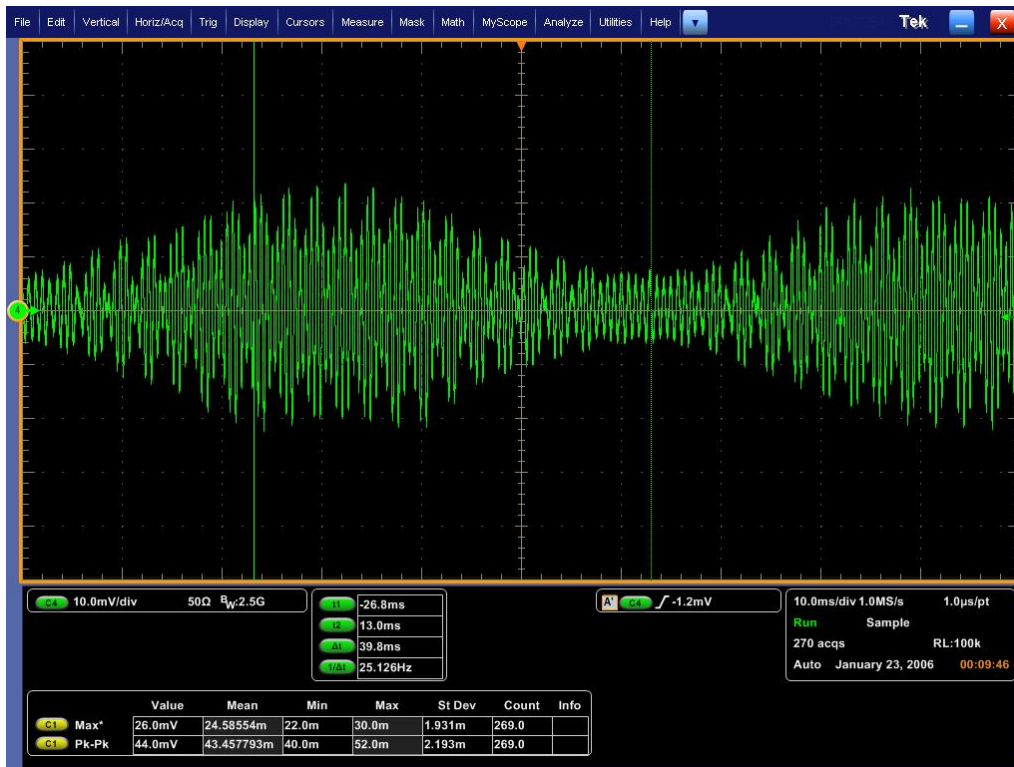 File Edit Vertical Horiz/Acq Trig Display Cursors Measure Mask Math MyScope Analyze Utilities Help Tek X
4
C4 10.0mV/div 50Ω BW:2.5G
t1 -26.8ms
t2 13.0ms
Δt 39.8ms
1/Δt 25.126Hz
A' C4 -1.2mV
10.0ms/div 1.0MS/s 1.0µs/pt
Run Sample
270 acqs RL:100k
Auto January 23, 2006 00:09:46
Value Mean Min Max St Dev Count Info
C1 Max* 26.0mV 24.58554m 22.0m 30.0m 1.931m 269.0
C1 Pk-Pk 44.0mV 43.457793m 40.0m 52.0m 2.193m 269.0